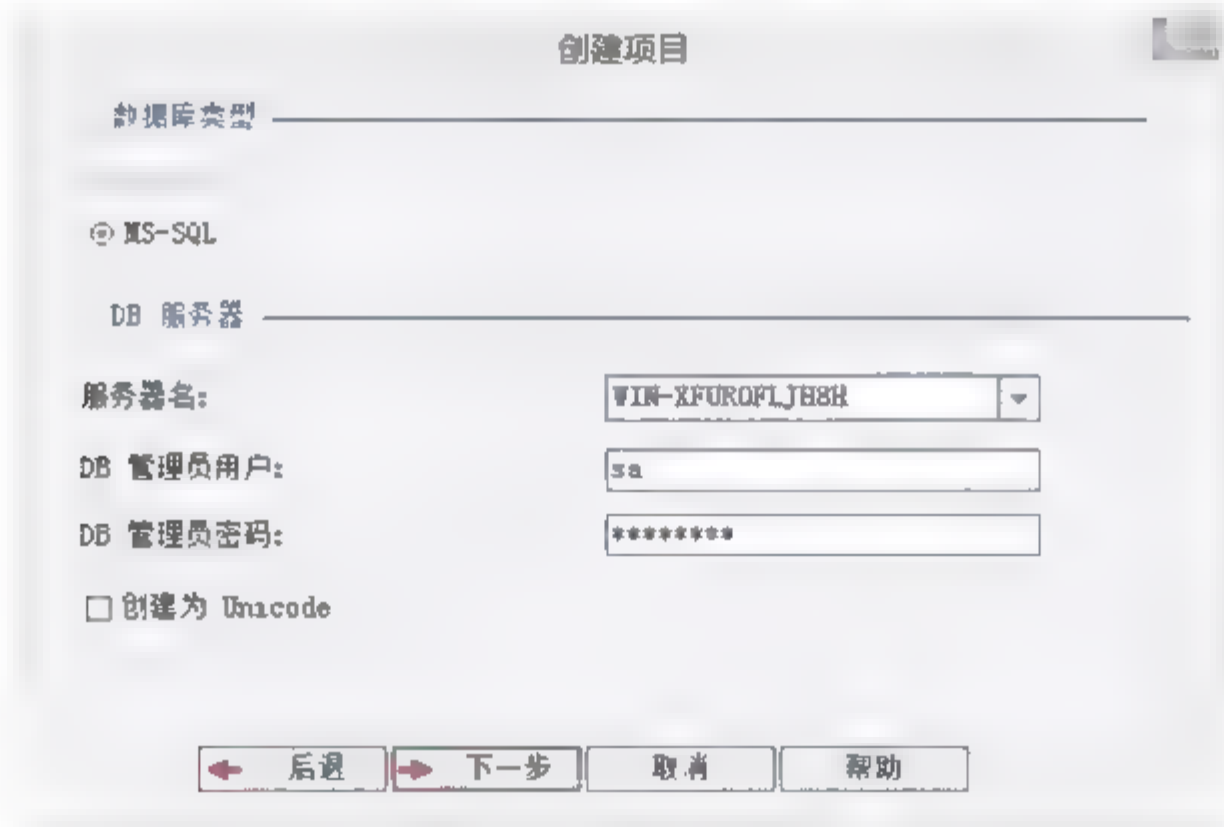 创建项目
数据库类型
MS-SQL
DB 服务器
服务器名:
WIN-XFUROFLJH8H
DB 管理员用户:
sa
DB 管理员密码:
********
创建为 Unicode
后退 下一步 取消 帮助